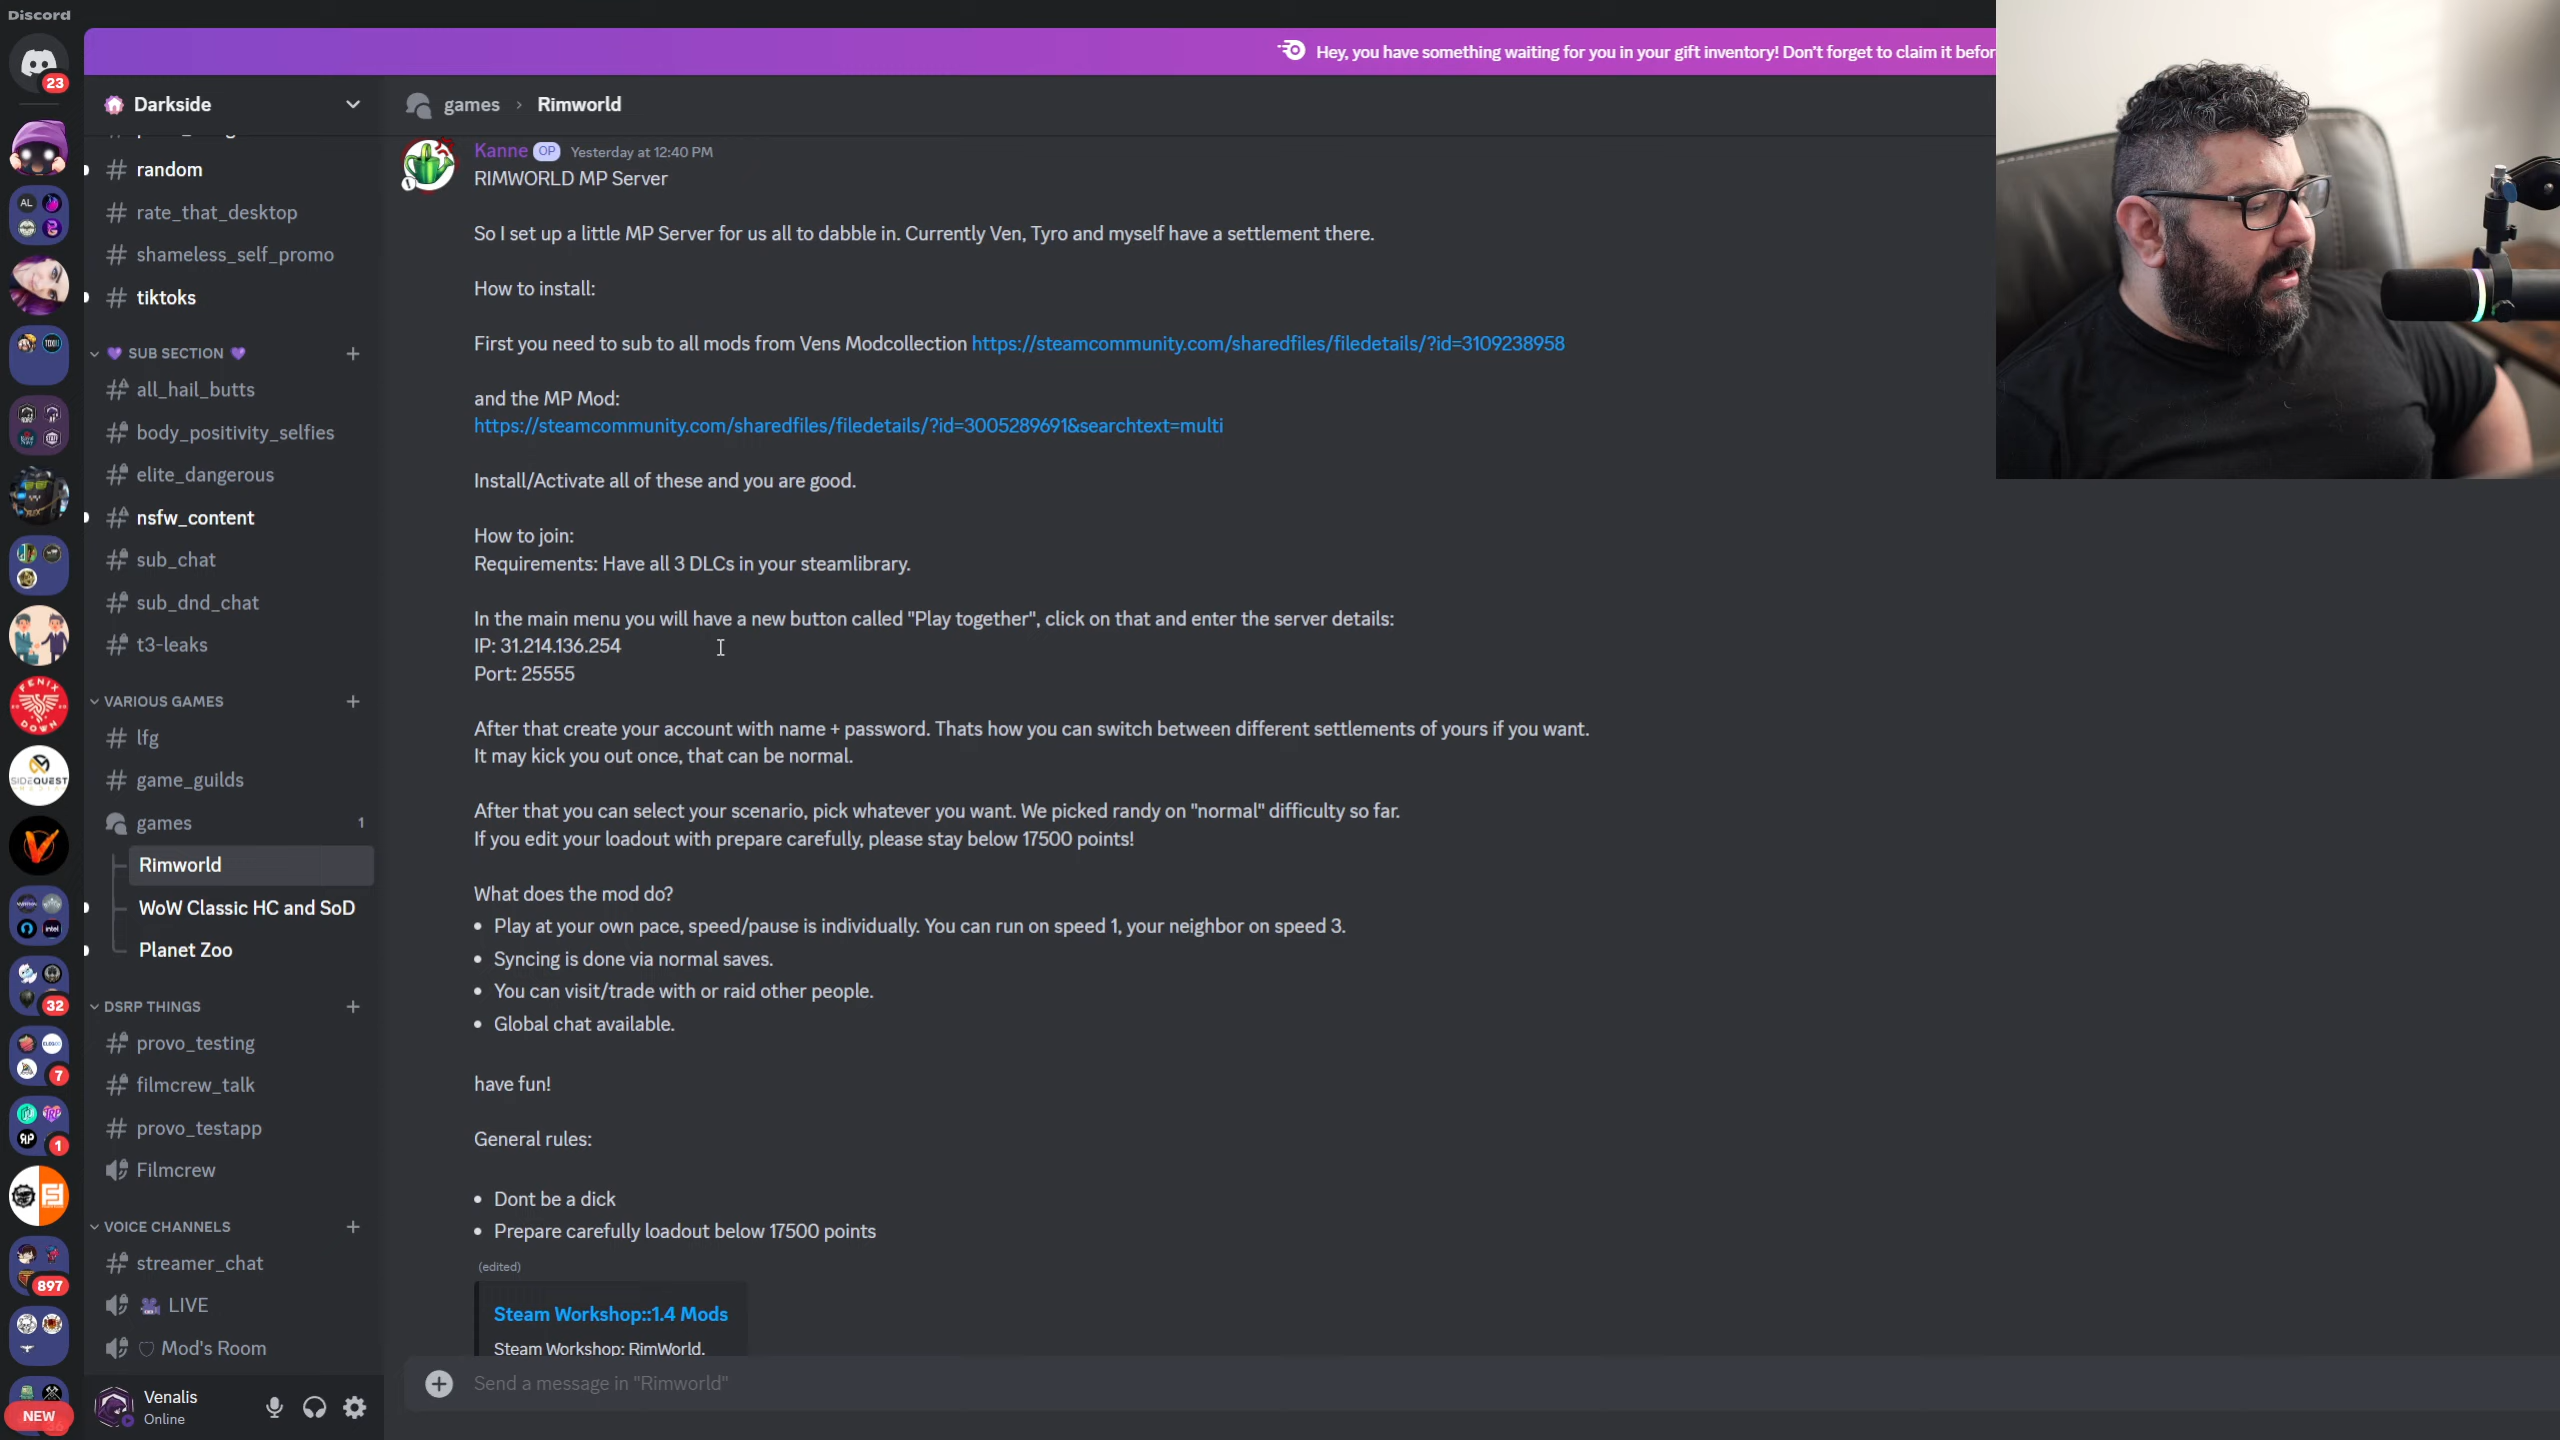 Discord
Hey, you have something waiting for you in your gift inventory! Don't forget to claim it befor
23
Darkside
games › Rimworld
random
rate_that_desktop
shameless_self_promo
tiktoks
SUB SECTION
all_hail_butts
body_positivity_selfies
elite_dangerous
nsfw_content
sub_chat
sub_dnd_chat
t3-leaks
VARIOUS GAMES
lfg
game_guilds
games 1
Rimworld
WoW Classic HC and SoD
Planet Zoo
DSRP THINGS
provo_testing
filmcrew_talk
provo_testapp
Filmcrew
VOICE CHANNELS
streamer_chat
LIVE
Mod's Room
Venalis
Online
AL
FENIX
DOWN
SIDEQUEST
intel
32
7
1
897
NEW
Kanne OP Yesterday at 12:40 PM
RIMWORLD MP Server
So I set up a little MP Server for us all to dabble in. Currently Ven, Tyro and myself have a settlement there.
How to install:
First you need to sub to all mods from Vens Modcollection https://steamcommunity.com/sharedfiles/filedetails/?id=3109238958
and the MP Mod:
https://steamcommunity.com/sharedfiles/filedetails/?id=3005289691&searchtext=multi
Install/Activate all of these and you are good.
How to join:
Requirements: Have all 3 DLCs in your steamlibrary.
In the main menu you will have a new button called "Play together", click on that and enter the server details:
IP: 31.214.136.254
Port: 25555
After that create your account with name + password. Thats how you can switch between different settlements of yours if you want.
It may kick you out once, that can be normal.
After that you can select your scenario, pick whatever you want. We picked randy on "normal" difficulty so far.
If you edit your loadout with prepare carefully, please stay below 17500 points!
What does the mod do?
• Play at your own pace, speed/pause is individually. You can run on speed 1, your neighbor on speed 3.
• Syncing is done via normal saves.
• You can visit/trade with or raid other people.
• Global chat available.
have fun!
General rules:
• Dont be a dick
• Prepare carefully loadout below 17500 points
(edited)
Steam Workshop::1.4 Mods
Steam Workshop: RimWorld.
Send a message in "Rimworld"